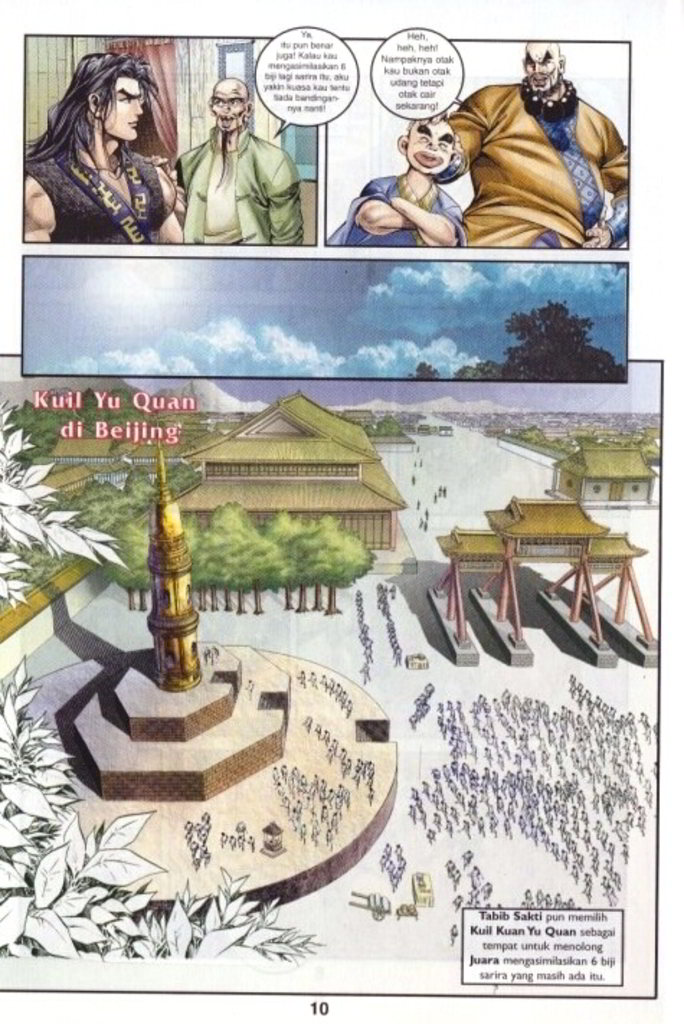 Ya,
itu pun benar
juga! Kalau kau
mengasimilasikan 6
biji lagi sarira itu, aku
yakin kuasa kau tentu
tiada bandingan-
nya nanti!
Heh,
heh, heh!
Nampaknya otak
kau bukan otak
udang tetapi
otak cair
sekarang!
Kuil Yu Quan
di Beijing
Tabib Sakti pun memilih
Kuil Kuan Yu Quan sebagai
tempat untuk menolong
Juara mengasimilasikan 6 biji
sarira yang masih ada itu.
10